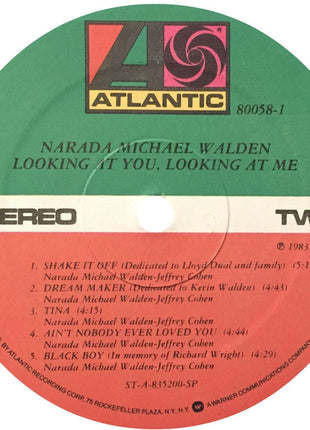 ATLANTIC
80058-1
NARADA MICHAEL WALDEN
LOOKING AT YOU, LOOKING AT ME
EREO TW
℗ 1983
1. SHAKE IT OFF (Dedicated to Lloyd Dual and family) (5:1
Narada Michael Walden-Jeffrey Cohen
2. DREAM MAKER (Dedicated to Kevin Walden) (4:43)
Narada Michael Walden-Jeffrey Cohen
3. TINA (4:15)
Narada Michael Walden-Jeffrey Cohen
4. AIN'T NOBODY EVER LOVED YOU (4:44)
Narada Michael Walden-Jeffrey Cohen
5. BLACK BOY (In memory of Richard Wright) (4:29)
Narada Michael Walden-Jeffrey Cohen
ST-A-835200-SP
BY ATLANTIC RECORDING CORP. 75 ROCKEFELLER PLAZA, N.Y. N.Y. A WARNER COMMUNICATIONS COMPANY